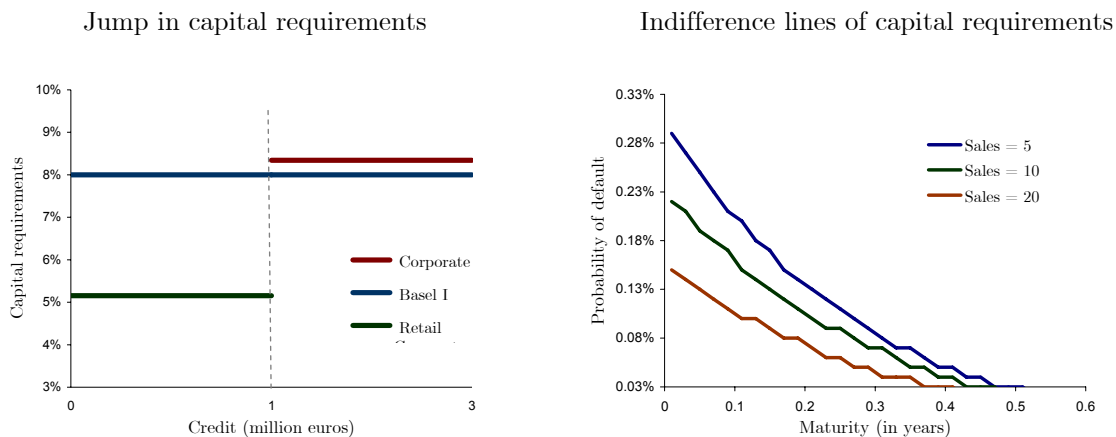 Jump in capital requirements
10%
9%
8%
7%
6%
5%
4%
3%
Capital requirements
Corporate
Basel I
Retail
0
1
3
Credit (million euros)
Indifference lines of capital requirements
0.33%
0.28%
0.23%
0.18%
0.13%
0.08%
0.03%
Probability of default
Sales = 5
Sales = 10
Sales = 20
0
0.1
0.2
0.3
0.4
0.5
0.6
Maturity (in years)